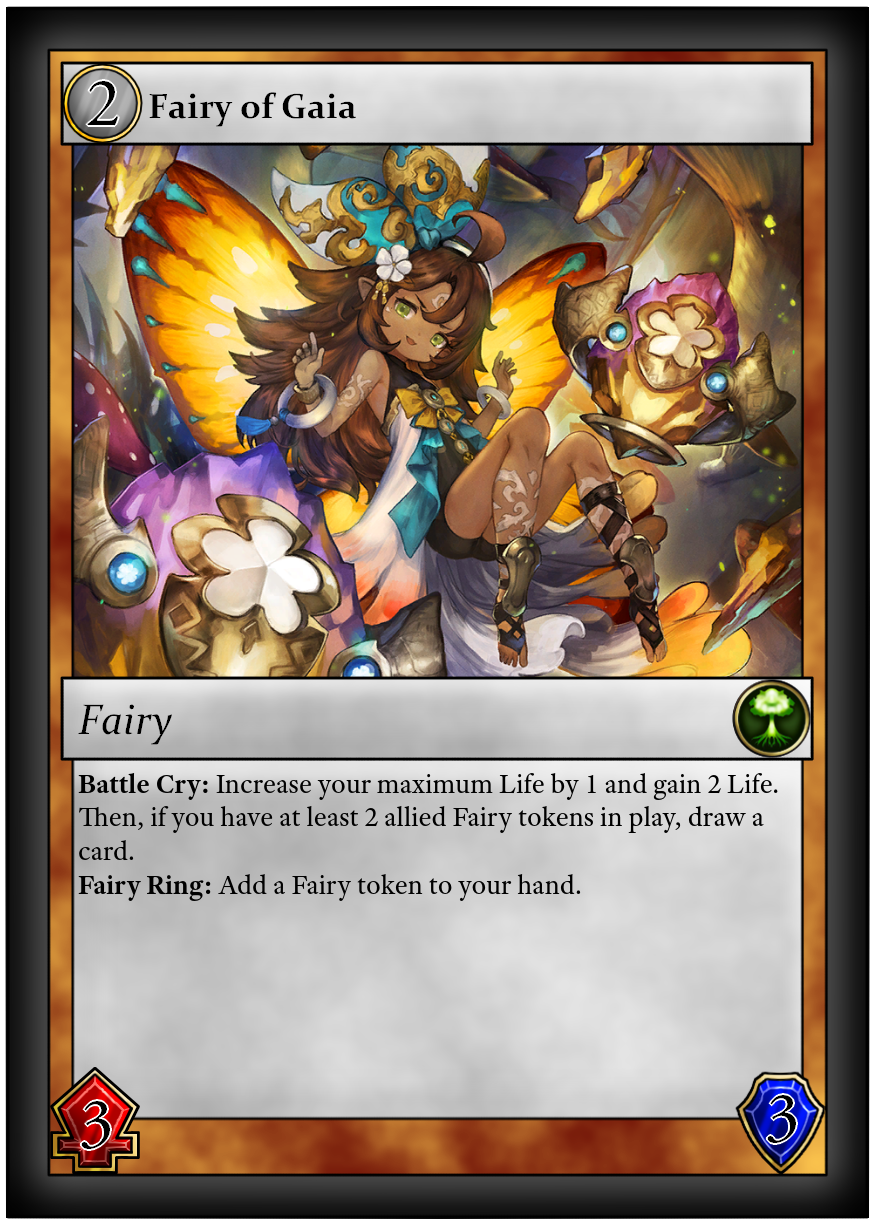 2 Fairy of Gaia
Fairy
Battle Cry: Increase your maximum Life by 1 and gain 2 Life.
Then, if you have at least 2 allied Fairy tokens in play, draw a
card.
Fairy Ring: Add a Fairy token to your hand.
3 3